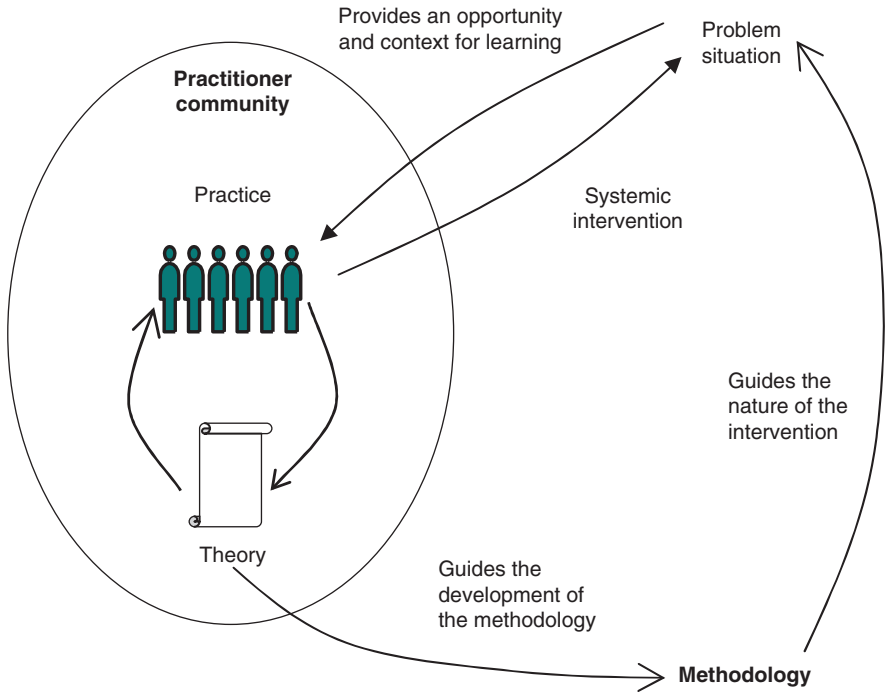 Provides an opportunity
and context for learning
Problem
situation
Practitioner
community
Practice
Systemic
intervention
Guides the
nature of the
intervention
Theory
Guides the
development of
the methodology
Methodology